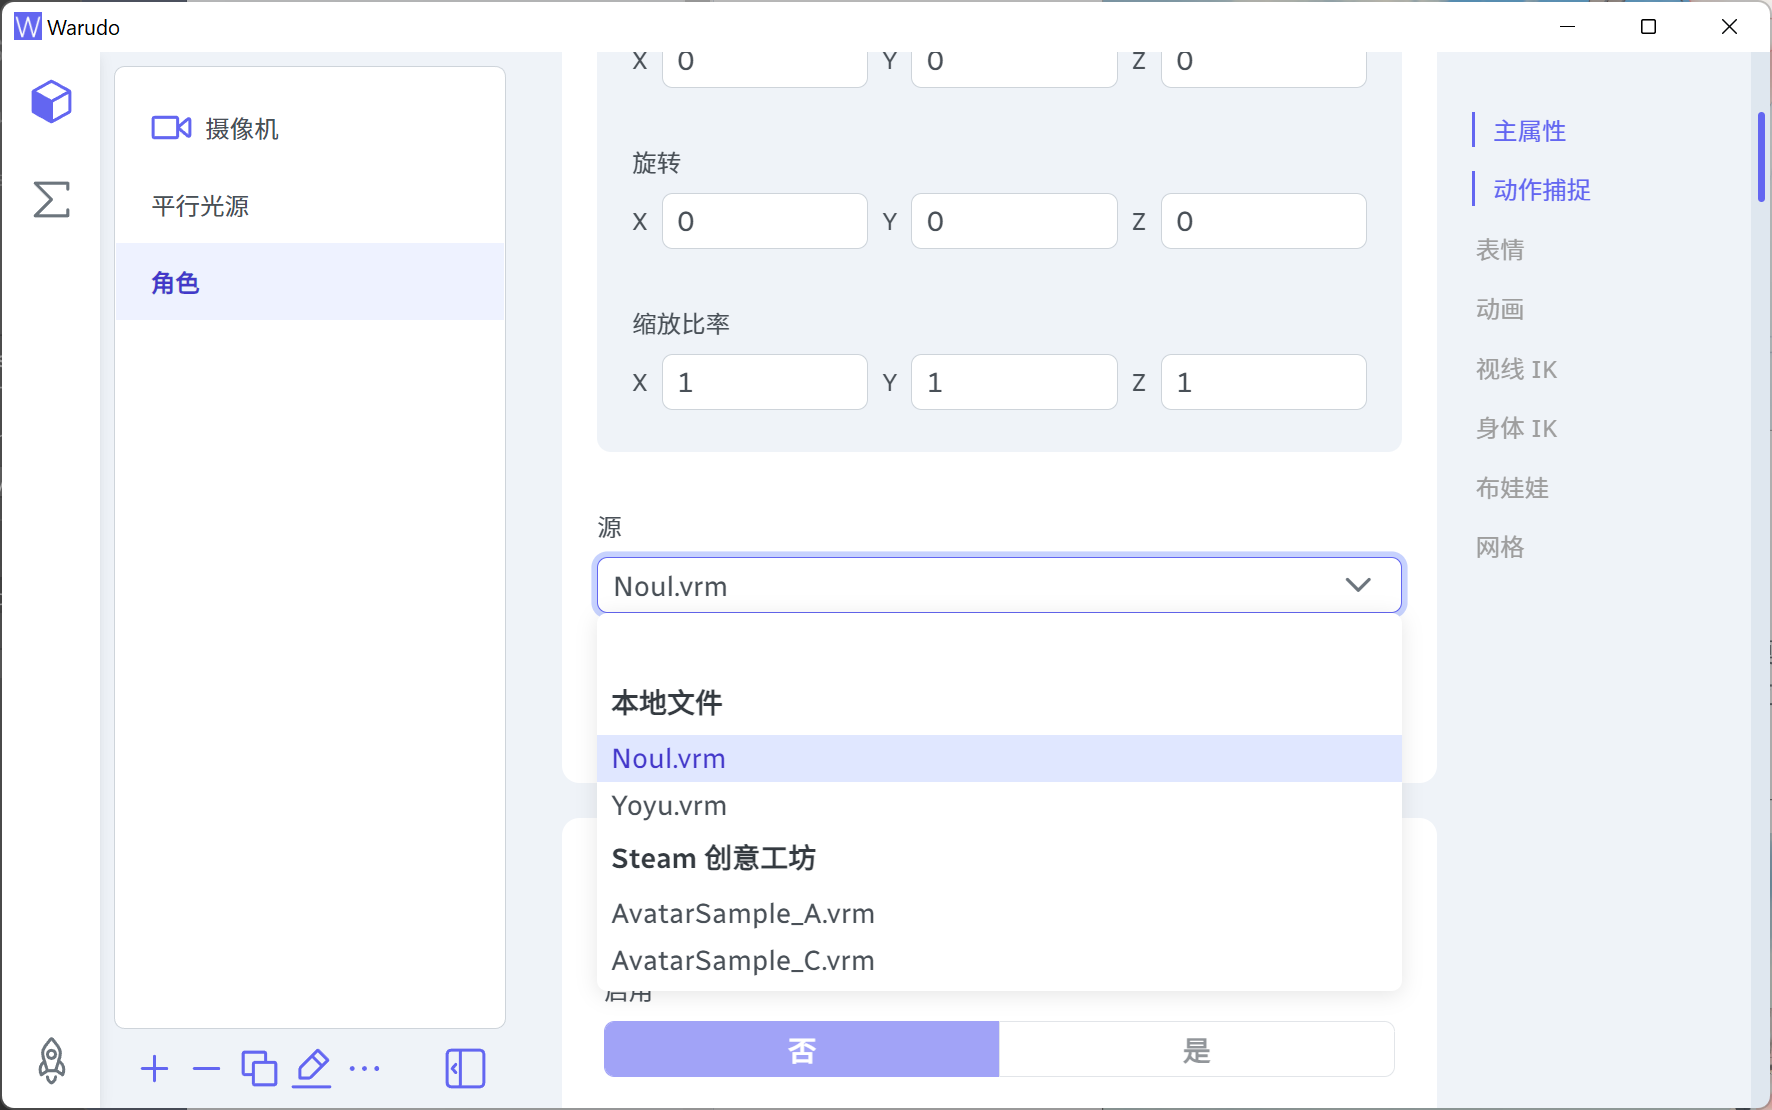 Warudo
摄像机
平行光源
角色
X 0 Y 0 Z 0
旋转
X 0 Y 0 Z 0
缩放比率
X 1 Y 1 Z 1
源
Noul.vrm
本地文件
Noul.vrm
Yoyu.vrm
Steam 创意工坊
AvatarSample_A.vrm
AvatarSample_C.vrm
启用
否 是
主属性
动作捕捉
表情
动画
视线 IK
身体 IK
布娃娃
网格